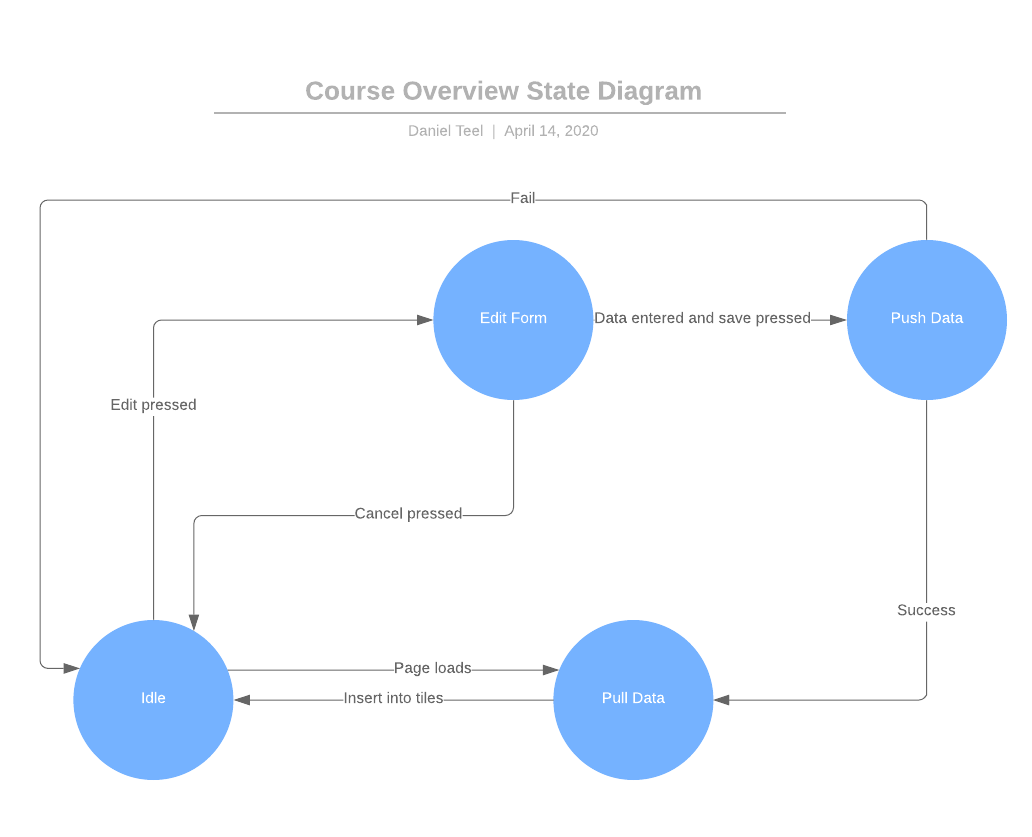 Course Overview State Diagram
Daniel Teel | April 14, 2020
Fail
Edit Form
Data entered and save pressed
Push Data
Edit pressed
Cancel pressed
Success
Page loads
Idle
Insert into tiles
Pull Data